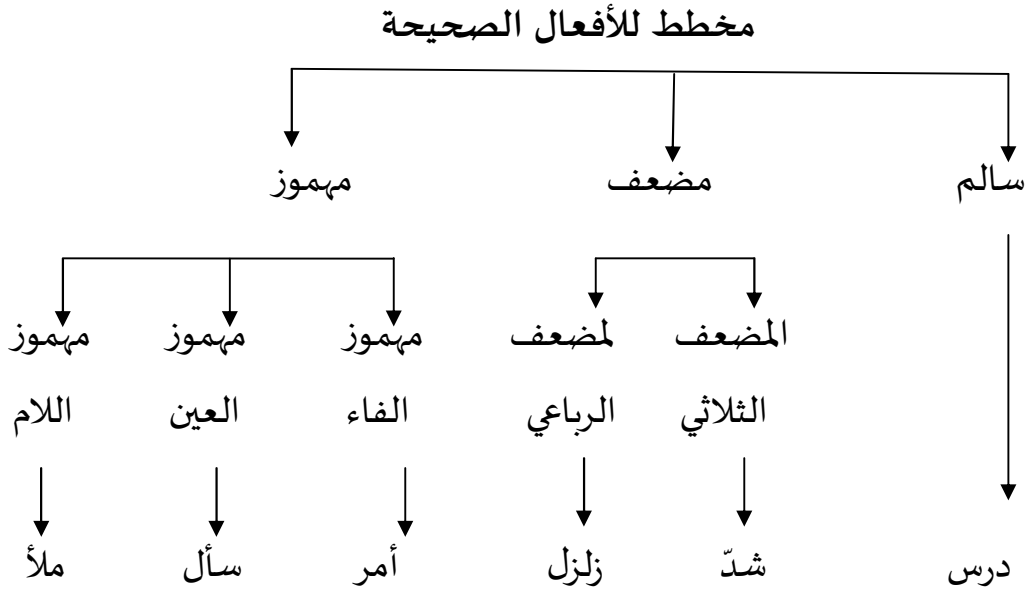 مخطط للأفعال الصحيحة
سالم مضعف مهموز
المضعف لمضعف مهموز مهموز مهموز
الثلاثي الرباعي الفاء العين اللام
درس شدّ زلزل أمر سأل ملأ